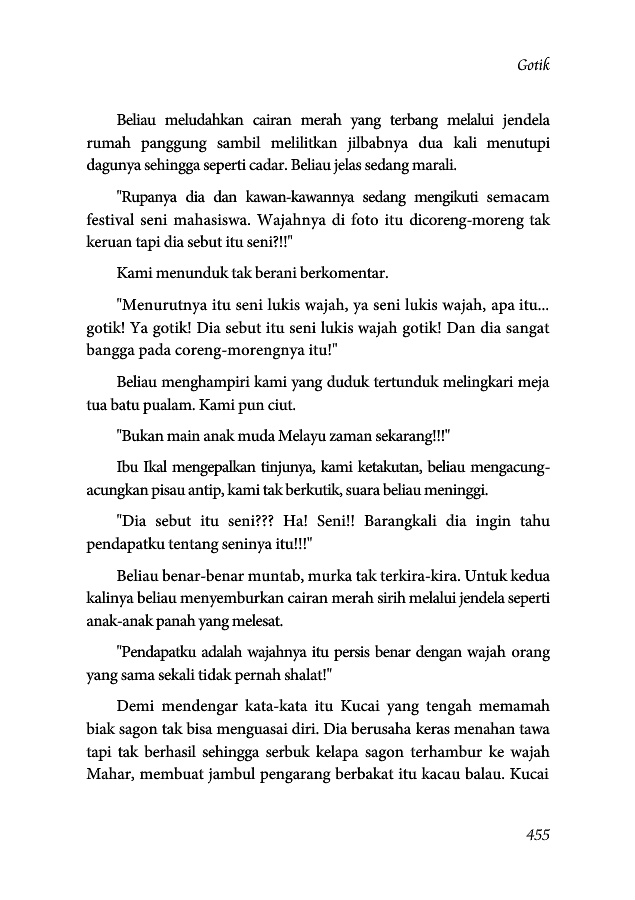 Gotik
Beliau meludahkan cairan merah yang terbang melalui jendela
rumah panggung sambil melilitkan jilbabnya dua kali menutupi
dagunya sehingga seperti cadar. Beliau jelas sedang marali.
"Rupanya dia dan kawan-kawannya sedang mengikuti semacam
festival seni mahasiswa. Wajahnya di foto itu dicoreng-moreng tak
keruan tapi dia sebut itu seni?!!"
Kami menunduk tak berani berkomentar.
"Menurutnya itu seni lukis wajah, ya seni lukis wajah, apa itu...
gotik! Ya gotik! Dia sebut itu seni lukis wajah gotik! Dan dia sangat
bangga pada coreng-morengnya itu!"
Beliau menghampiri kami yang duduk tertunduk melingkari meja
tua batu pualam. Kami pun ciut.
"Bukan main anak muda Melayu zaman sekarang!!!"
Ibu Ikal mengepalkan tinjunya, kami ketakutan, beliau mengacung-
acungkan pisau antip, kami tak berkutik, suara beliau meninggi.
"Dia sebut itu seni??? Ha! Seni!! Barangkali dia ingin tahu
pendapatku tentang seninya itu!!!"
Beliau benar-benar muntab, murka tak terkira-kira. Untuk kedua
kalinya beliau menyemburkan cairan merah sirih melalui jendela seperti
anak-anak panah yang melesat.
"Pendapatku adalah wajahnya itu persis benar dengan wajah orang
yang sama sekali tidak pernah shalat!"
Demi mendengar kata-kata itu Kucai yang tengah memamah
biak sagon tak bisa menguasai diri. Dia berusaha keras menahan tawa
tapi tak berhasil sehingga serbuk kelapa sagon terhambur ke wajah
Mahar, membuat jambul pengarang berbakat itu kacau balau. Kucai
455